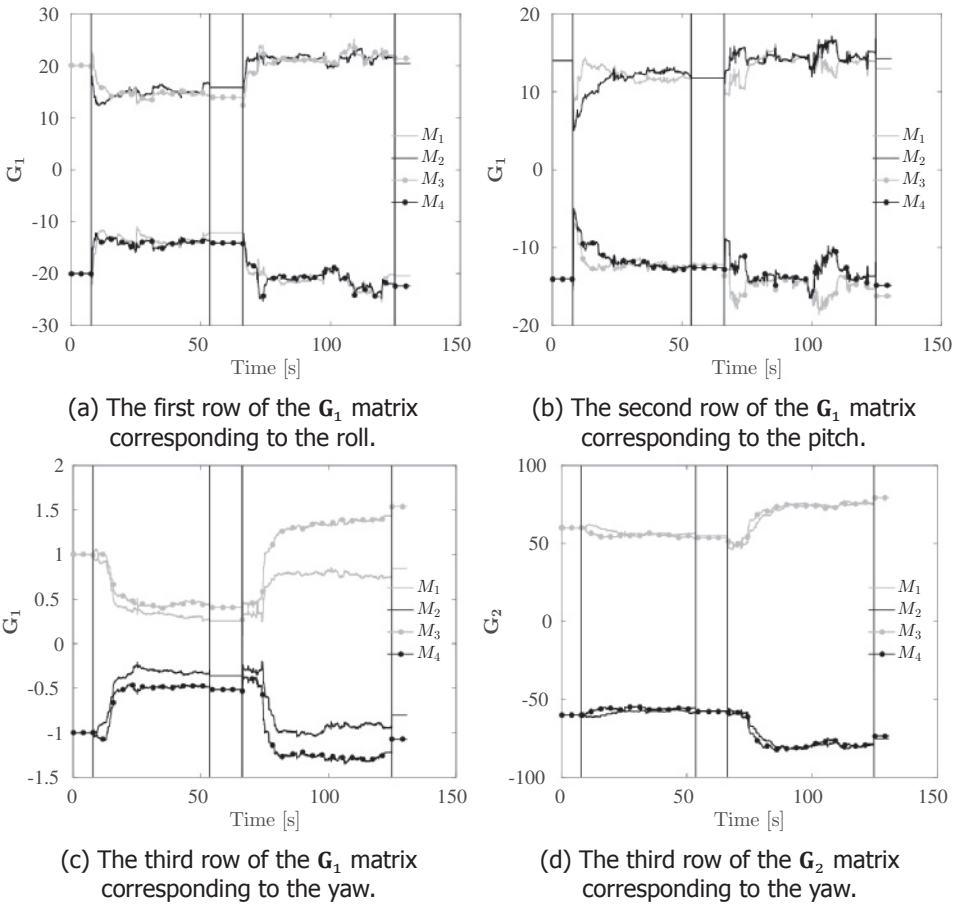 30
20
10
0
-10
-20
-30
G₁
0
50
100
150
Time [s]
M₁
M₂
M₃
M₄
(a) The first row of the G₁ matrix
corresponding to the roll.
20
10
0
-10
-20
G₁
0
50
100
150
Time [s]
M₁
M₂
M₃
M₄
(b) The second row of the G₁ matrix
corresponding to the pitch.
2
1.5
1
0.5
0
-0.5
-1
-1.5
G₁
0
50
100
150
Time [s]
M₁
M₂
M₃
M₄
(c) The third row of the G₁ matrix
corresponding to the yaw.
100
50
0
-50
-100
G₂
0
50
100
150
Time [s]
M₁
M₂
M₃
M₄
(d) The third row of the G₂ matrix
corresponding to the yaw.